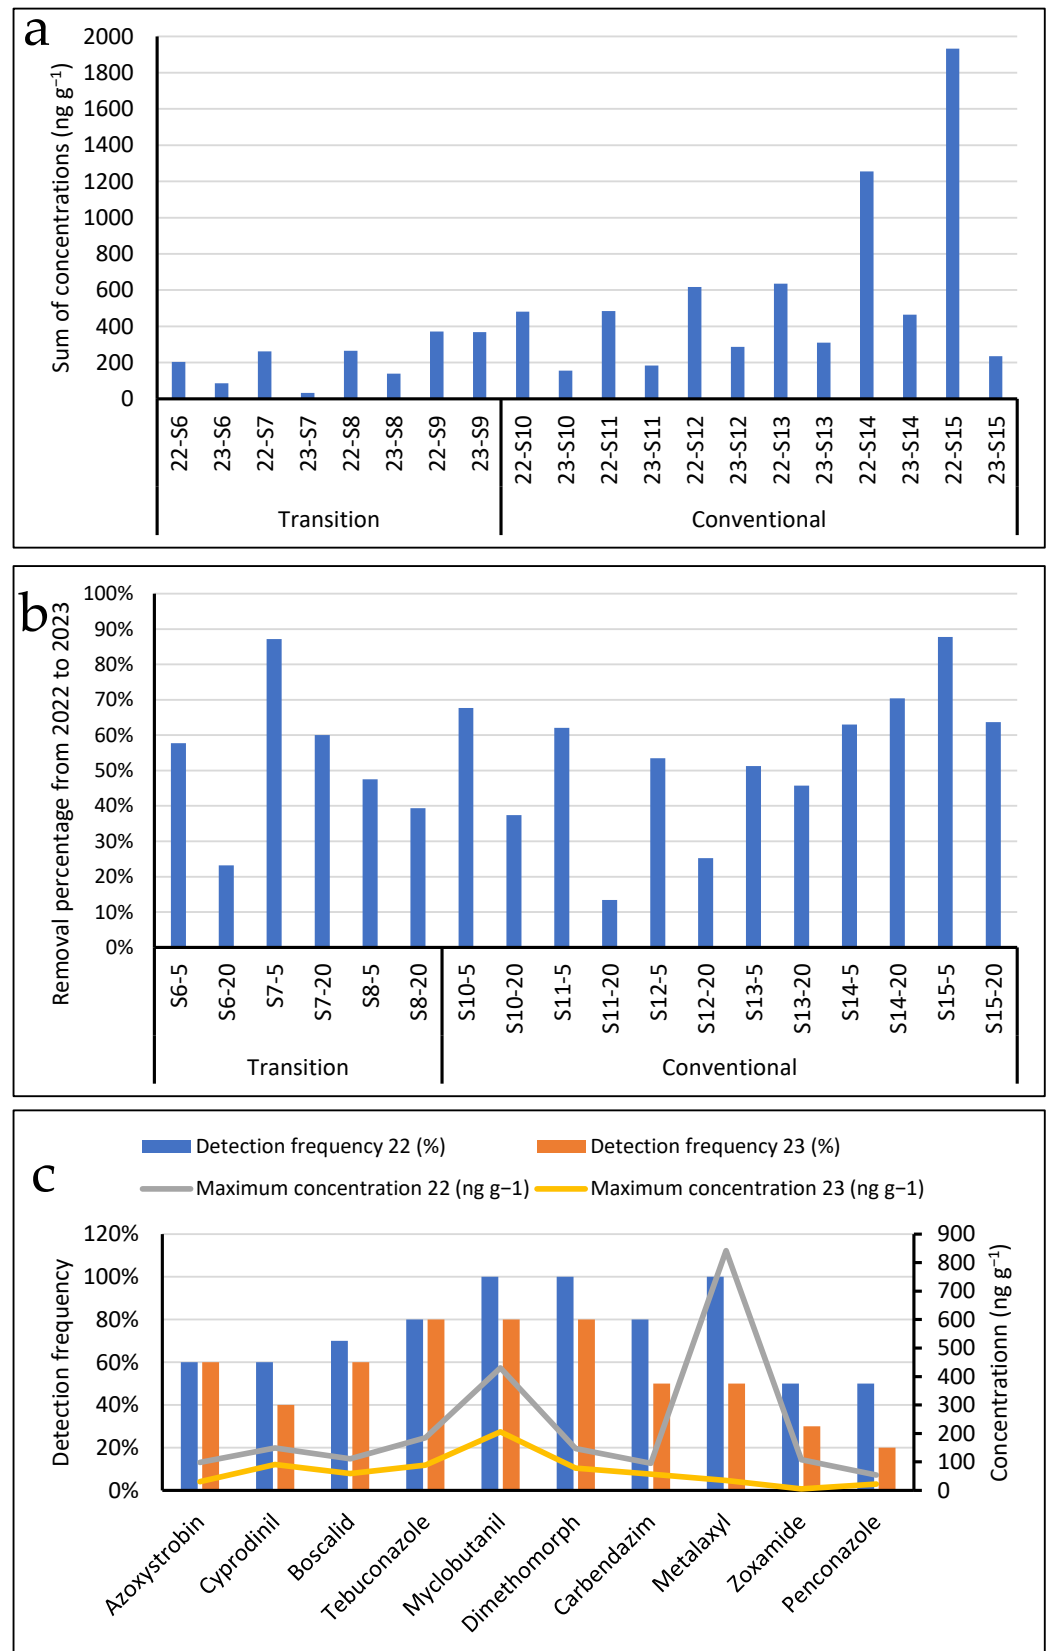 a
Sum of concentrations (ng g⁻¹)
2000
1800
1600
1400
1200
1000
800
600
400
200
0
22-S6
23-S6
22-S7
23-S7
22-S8
23-S8
22-S9
23-S9
22-S10
23-S10
22-S11
23-S11
22-S12
23-S12
22-S13
23-S13
22-S14
23-S14
22-S15
23-S15
Transition
Conventional
b
Removal percentage from 2022 to 2023
100%
90%
80%
70%
60%
50%
40%
30%
20%
10%
0%
S6-5
S6-20
S7-5
S7-20
S8-5
S8-20
S10-5
S10-20
S11-5
S11-20
S12-5
S12-20
S13-5
S13-20
S14-5
S14-20
S15-5
S15-20
Transition
Conventional
c
Detection frequency 22 (%)
Detection frequency 23 (%)
Maximum concentration 22 (ng g−1)
Maximum concentration 23 (ng g−1)
Detection frequency
120%
100%
80%
60%
40%
20%
0%
900
800
700
600
500
400
300
200
100
0
Concentrationn (ng g⁻¹)
Azoxystrobin
Cyprodinil
Boscalid
Tebuconazole
Myclobutanil
Dimethomorph
Carbendazim
Metalaxyl
Zoxamide
Penconazole